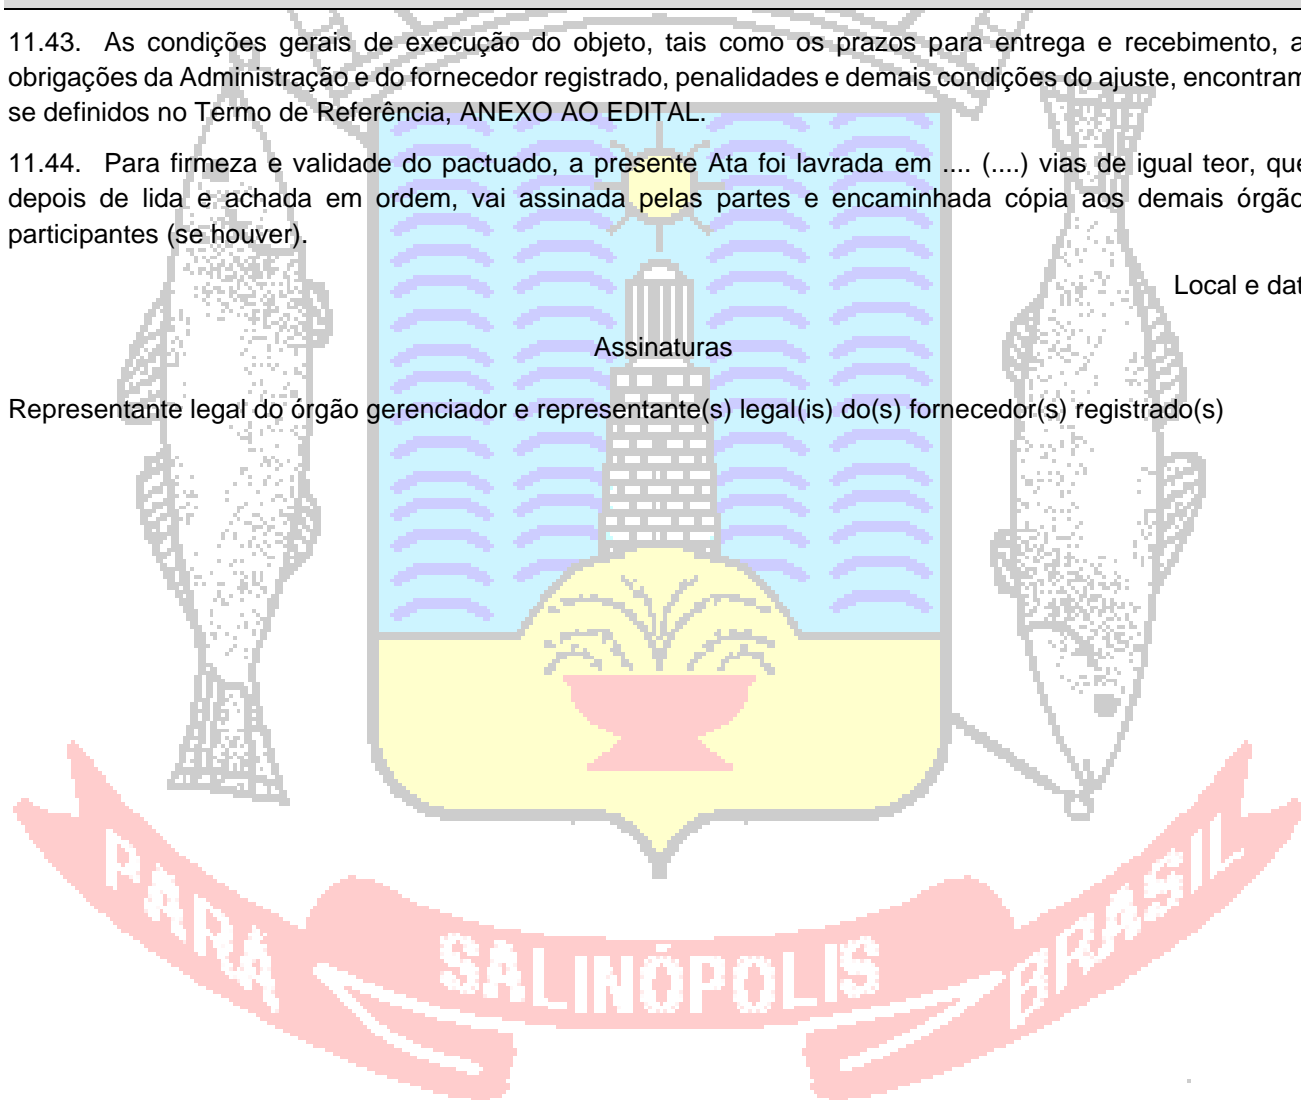 11.43. As condições gerais de execução do objeto, tais como os prazos para entrega e recebimento, a
obrigações da Administração e do fornecedor registrado, penalidades e demais condições do ajuste, encontram
se definidos no Termo de Referência, ANEXO AO EDITAL.
11.44. Para firmeza e validade do pactuado, a presente Ata foi lavrada em .... (....) vias de igual teor, que
depois de lida e achada em ordem, vai assinada pelas partes e encaminhada cópia aos demais órgão
participantes (se houver).
Local e dat
Assinaturas
Representante legal do órgão gerenciador e representante(s) legal(is) do(s) fornecedor(s) registrado(s)
PARÁ
SALINÓPOLIS
BRASIL